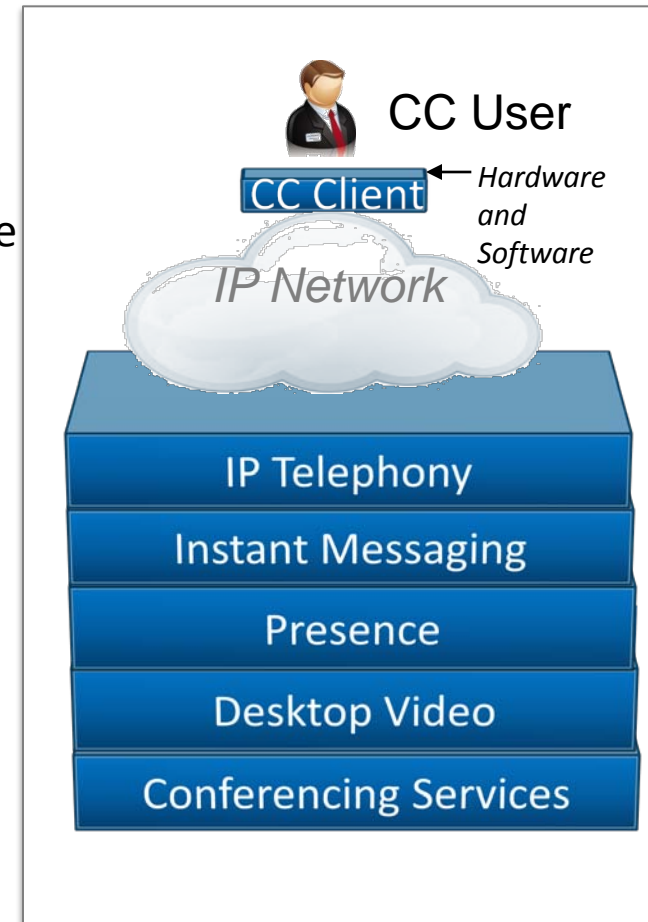 CC User
CC Client
Hardware
and
Software
e
IP Network
IP Telephony
Instant Messaging
Presence
Desktop Video
Conferencing Services